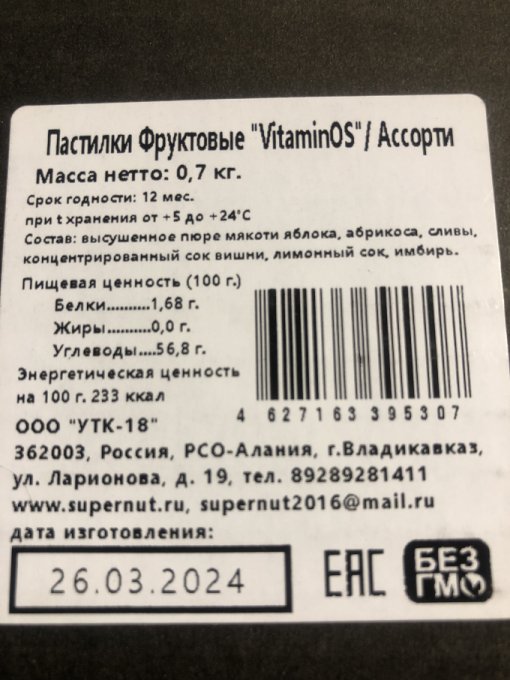 Пастилки Фруктовые "VitaminOS"/ Ассорти
Масса нетто: 0,7 кг.
Срок годности: 12 мес.
при t хранения от +5 до +24°C
Состав: высушенное пюре мякоти яблока, абрикоса, сливы,
концентрированный сок вишни, лимонный сок, имбирь.
Пищевая ценность (100 г.)
Белки..........1,68 г.
Жиры...........0,0 г.
Углеводы....56,8 г.
Энергетическая ценность
на 100 г. 233 ккал
4 627163 395307
ООО "УТК-18"
362003, Россия, РСО-Алания, г.Владикавказ,
ул. Ларионова, д. 19, тел. 89289281411
www.supernut.ru, supernut2016@mail.ru
дата изготовления:
26.03.2024
EAC
БЕЗ
ГМО